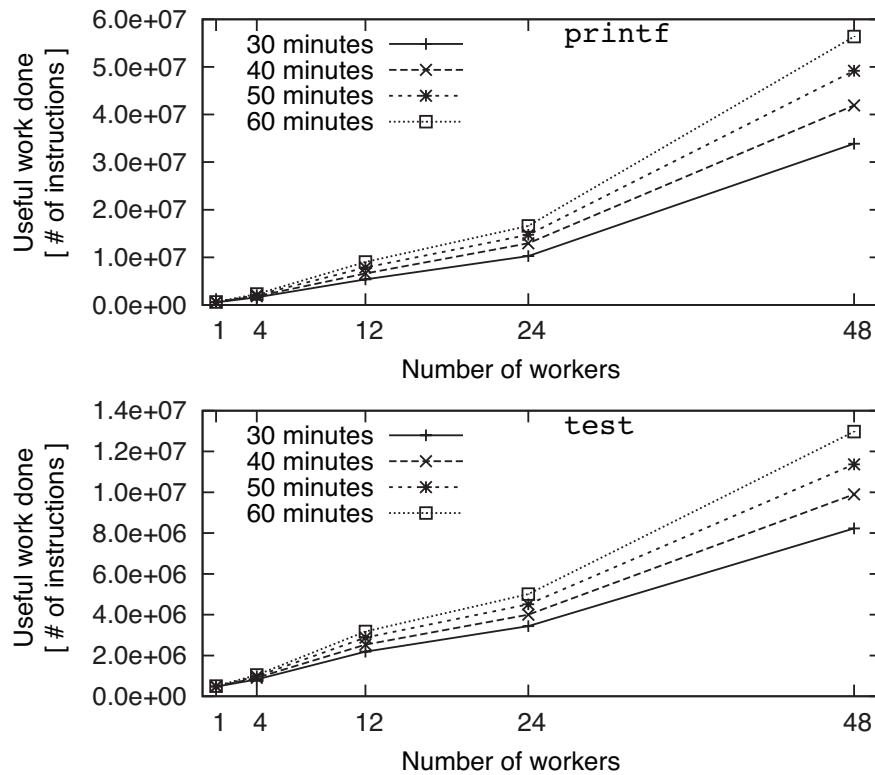 printf
30 minutes
40 minutes
50 minutes
60 minutes
Useful work done
[ # of instructions ]
6.0e+07
5.0e+07
4.0e+07
3.0e+07
2.0e+07
1.0e+07
0.0e+00
1 4 12 24 48
Number of workers
test
30 minutes
40 minutes
50 minutes
60 minutes
Useful work done
[ # of instructions ]
1.4e+07
1.2e+07
1.0e+07
8.0e+06
6.0e+06
4.0e+06
2.0e+06
0.0e+00
1 4 12 24 48
Number of workers